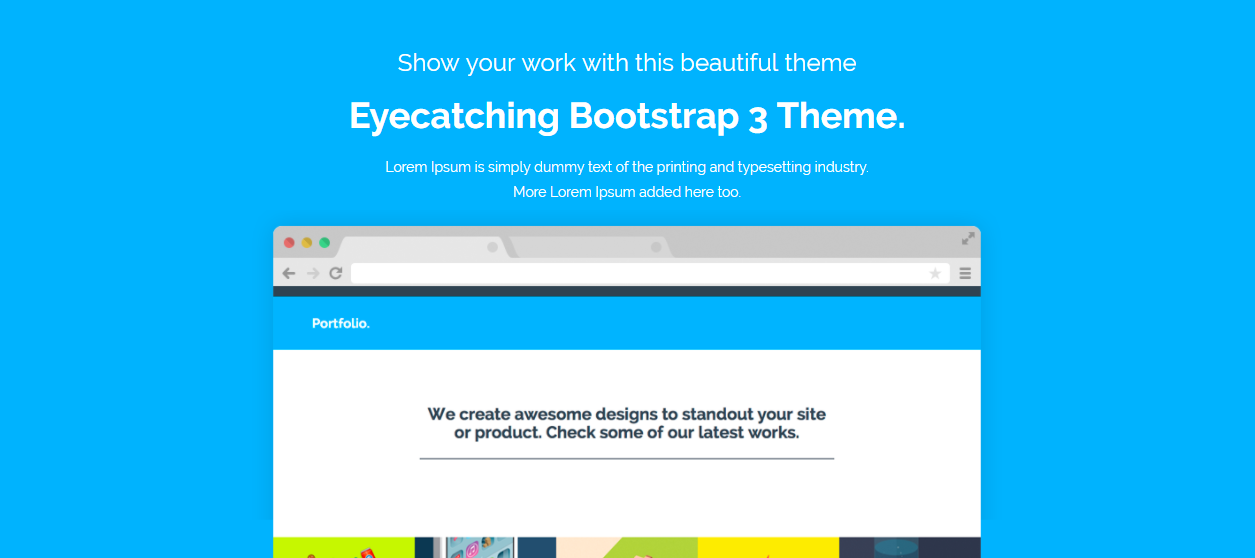 Show your work with this beautiful theme
Eyecatching Bootstrap 3 Theme.
Lorem Ipsum is simply dummy text of the printing and typesetting industry.
More Lorem Ipsum added here too.
Portfolio.
We create awesome designs to standout your site
or product. Check some of our latest works.